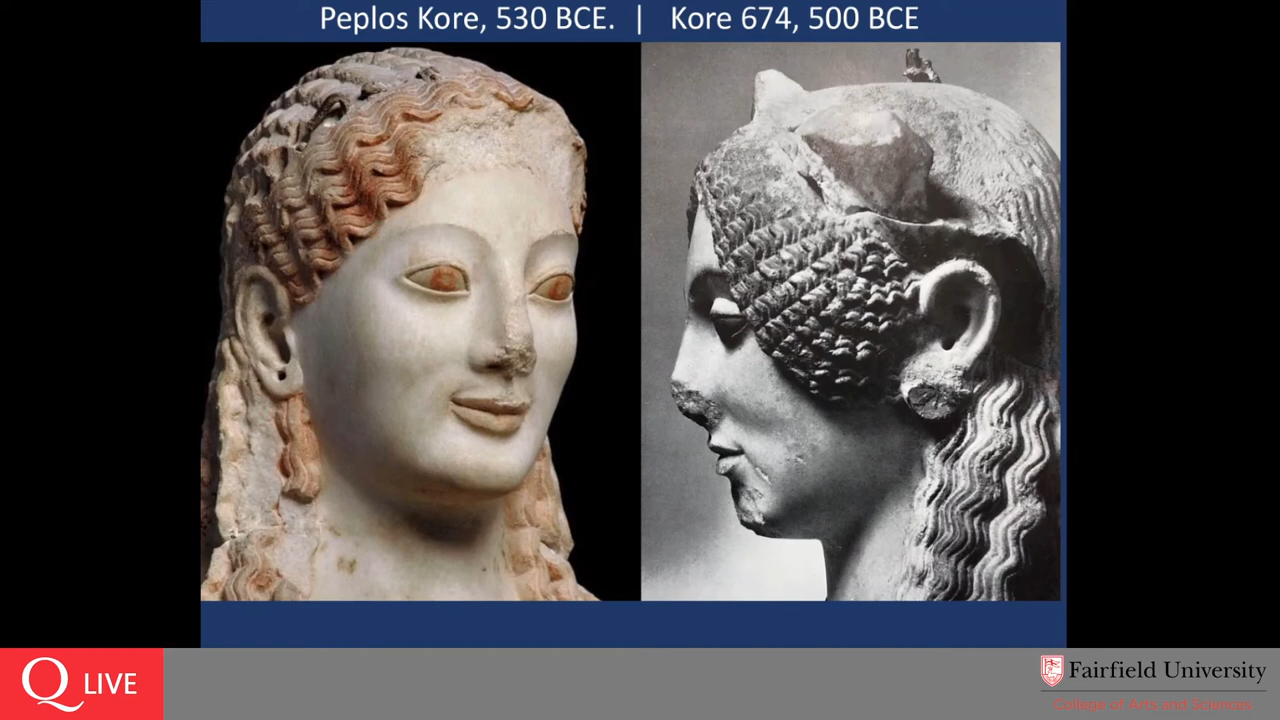 Peplos Kore, 530 BCE. | Kore 674, 500 BCE
Q LIVE
Fairfield University
College of Arts and Sciences